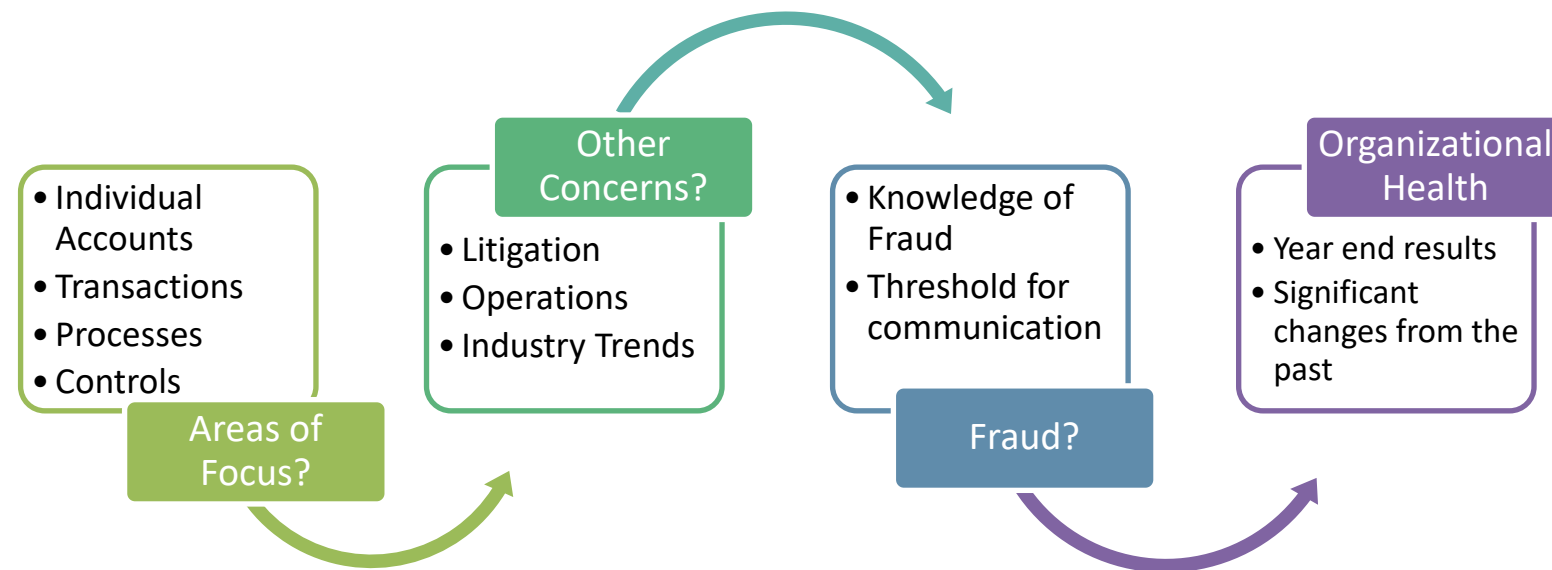 • Individual
Accounts
• Transactions
• Processes
• Controls
Areas of
Focus?
Other
Concerns?
• Litigation
• Operations
• Industry Trends
• Knowledge of
Fraud
• Threshold for
communication
Fraud?
Organizational
Health
• Year end results
• Significant
changes from the
past